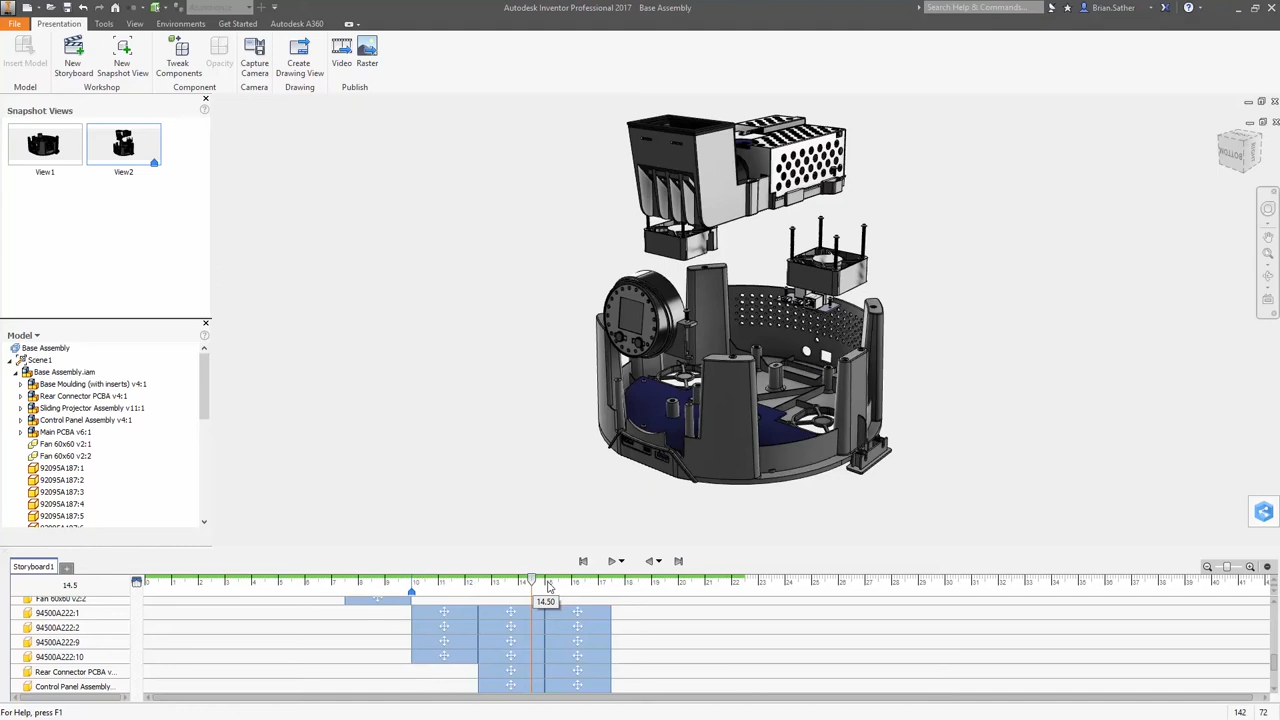 Autodesk Inventor Professional 2017 Base Assembly
Search Help & Commands...
Brian.Sather
File Presentation Tools View Environments Get Started Autodesk A360
Insert Model
New Storyboard
New Snapshot View
Tweak Components
Opacity
Capture Camera
Create Drawing View
Video
Raster
Model Workshop Component Camera Drawing Publish
Snapshot Views
View1 View2
BOTTOM
Model
Base Assembly
Scene1
Base Assembly.iam
Base Moulding (with inserts) v4:1
Rear Connector PCBA v4:1
Sliding Projector Assembly v11:1
Control Panel Assembly v4:1
Main PCBA v6:1
Fan 60x60 v2:1
Fan 60x60 v2:2
92095A187:1
92095A187:2
92095A187:3
92095A187:4
92095A187:5
Storyboard1
14.5
14.50
Fan 60x60 v2:2
94500A222:1
94500A222:2
94500A222:9
94500A222:10
Rear Connector PCBA v...
Control Panel Assembly...
For Help, press F1
142 72